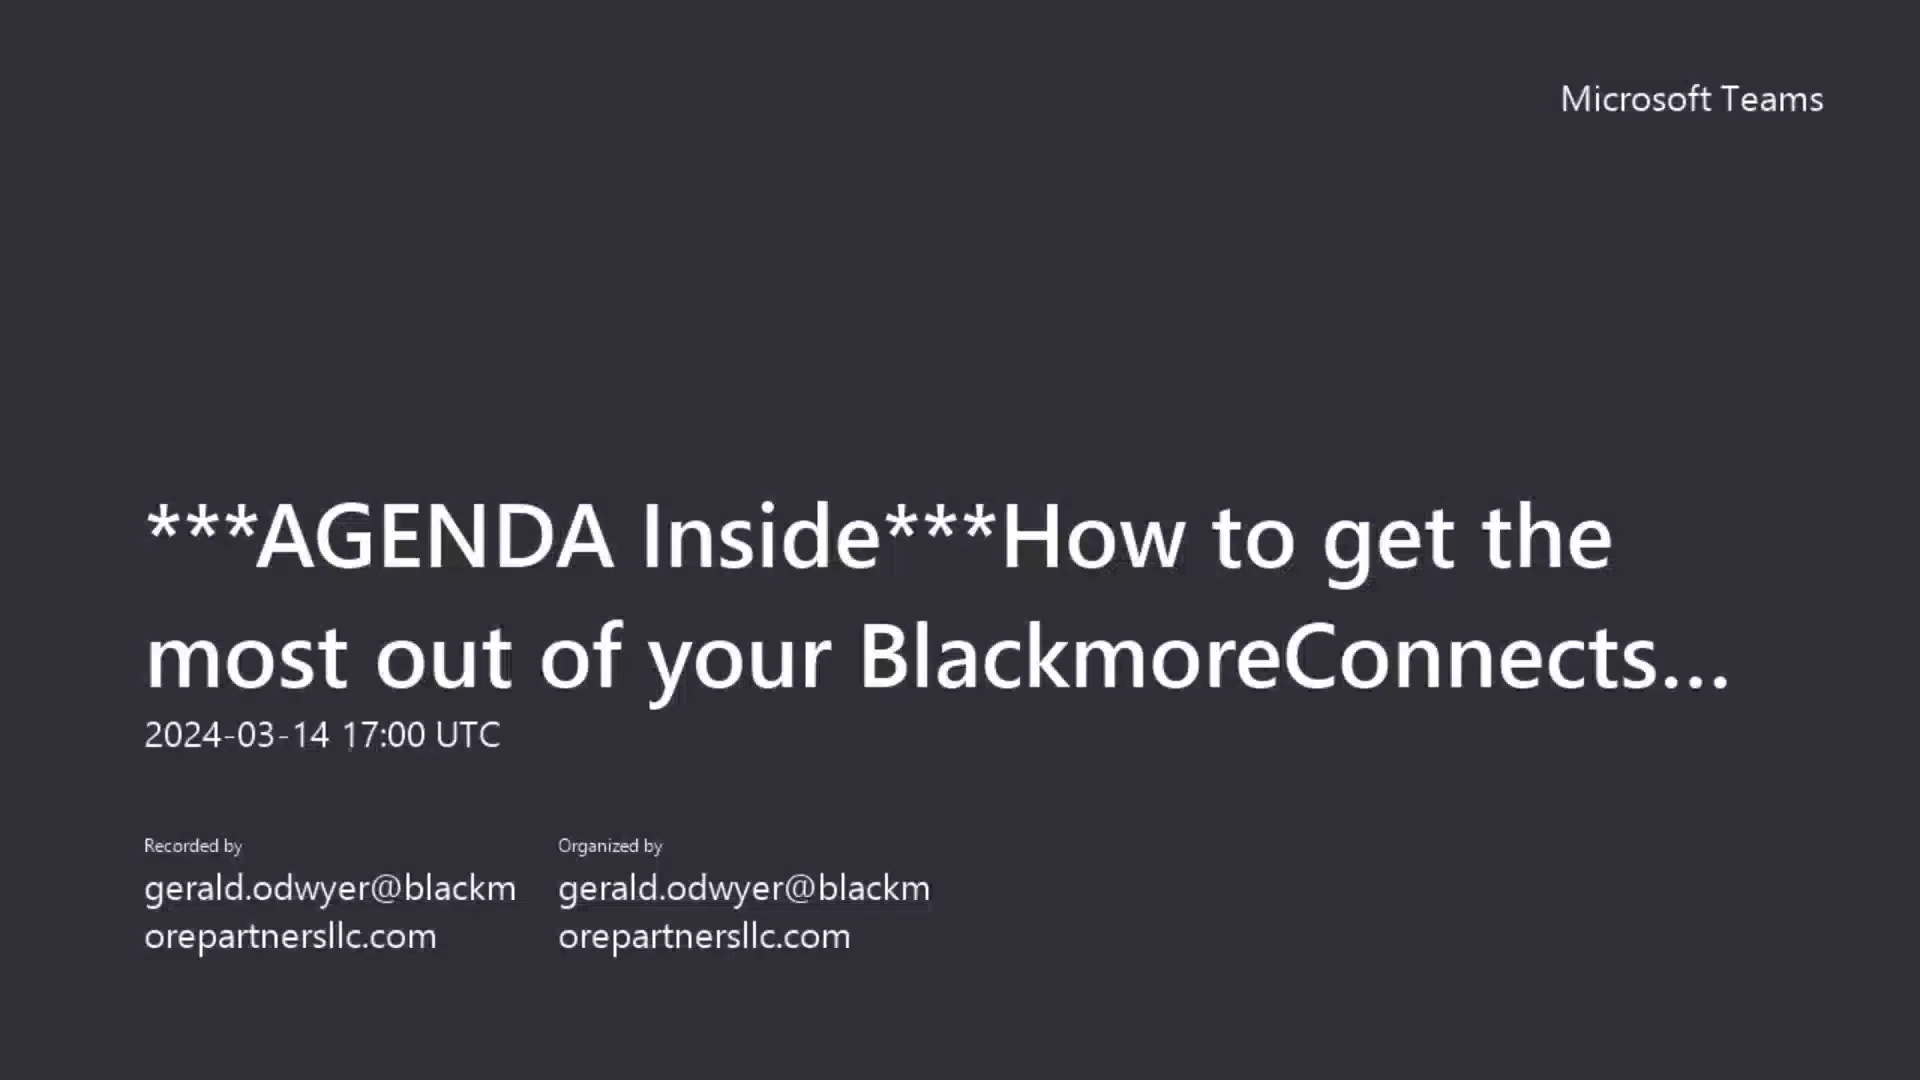 Microsoft Teams
***AGENDA Inside***How to get the
most out of your BlackmoreConnects...
2024-03-14 17:00 UTC
Recorded by
gerald.odwyer@blackm
orepartnersllc.com
Organized by
gerald.odwyer@blackm
orepartnersllc.com